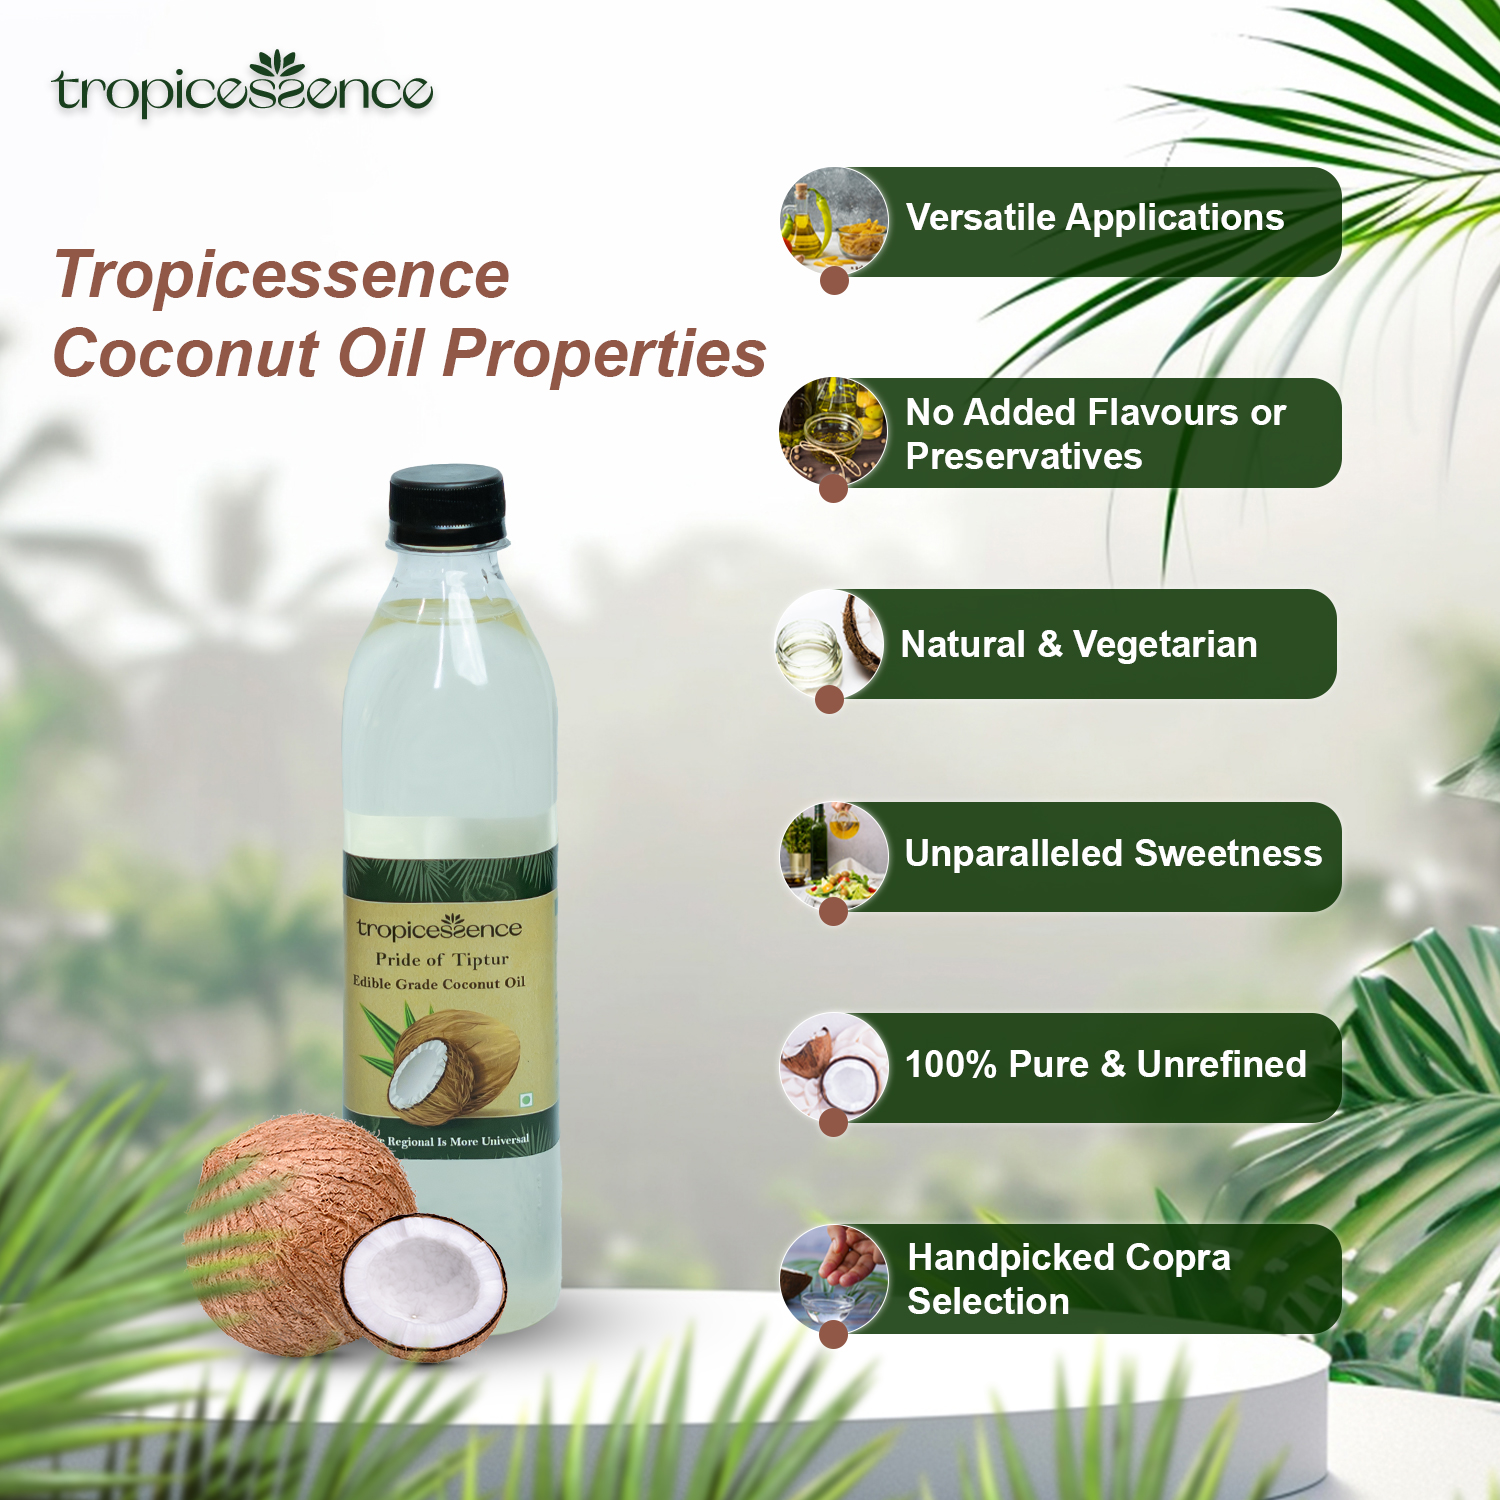 tropicessence
Tropicessence
Coconut Oil Properties
Versatile Applications
No Added Flavours or
Preservatives
Natural & Vegetarian
Unparalleled Sweetness
100% Pure & Unrefined
Handpicked Copra
Selection
tropicessence
Pride of Tiptur
Edible Grade Coconut Oil
Regional Is More Universal